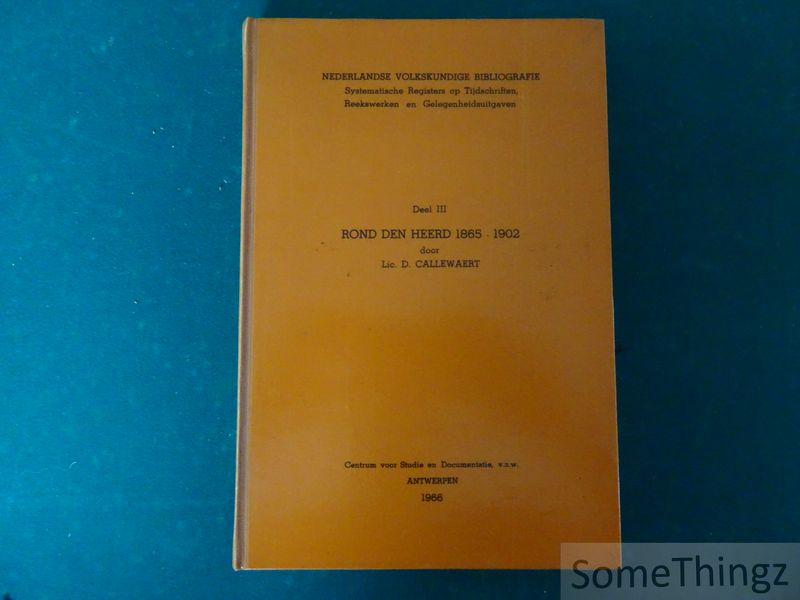 NEDERLANDSE VOLKSKUNDIGE BIBLIOGRAFIE
Systematische Registers op Tijdschriften,
Reekswerken en Gelegenheidsuitgaven
Deel III
ROND DEN HEERD 1865 - 1902
door
Lic. D. CALLEWAERT
Centrum voor Studie en Documentatie, v.z.w.
ANTWERPEN
1966
SomeThingz